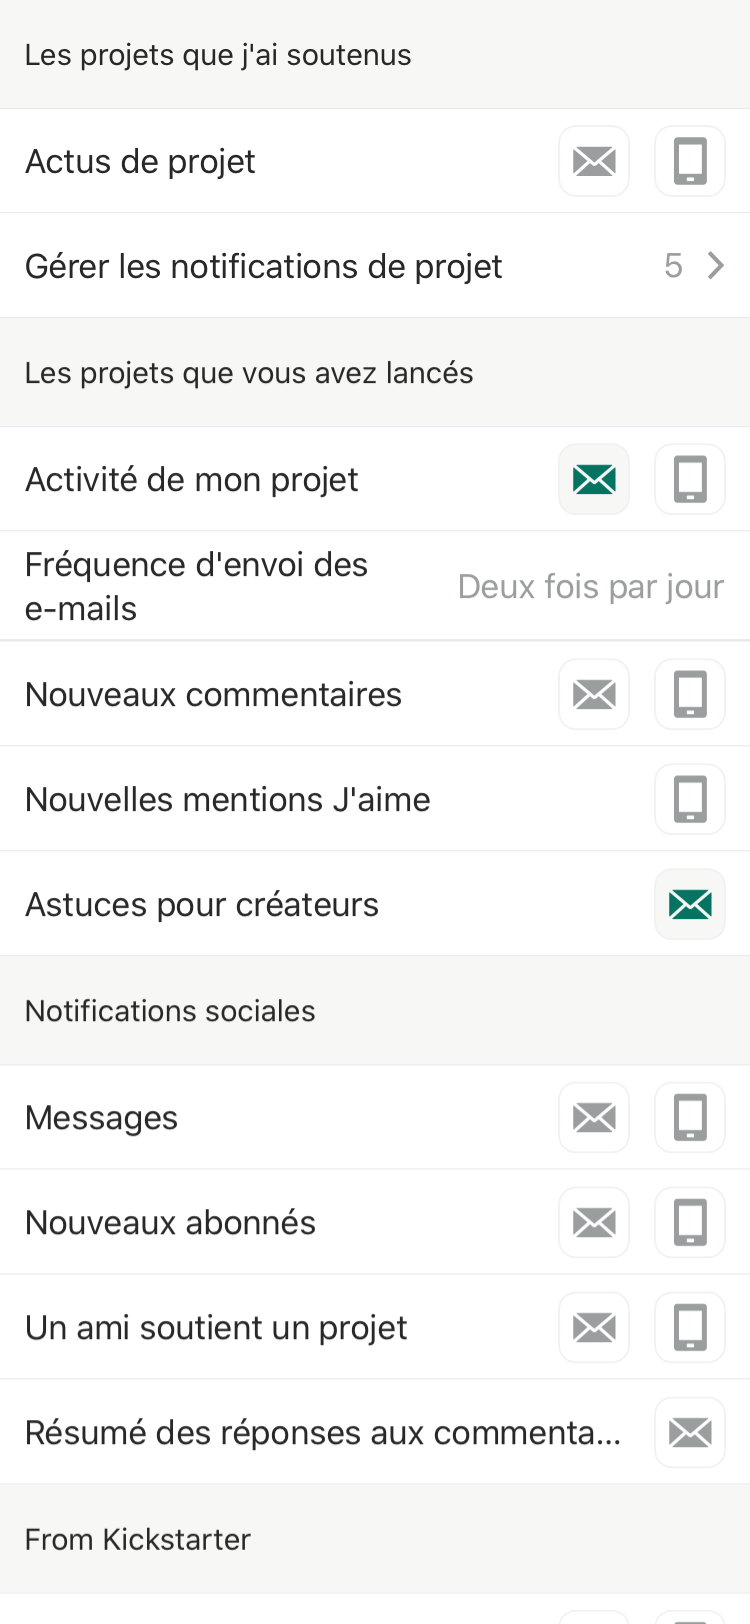 Les projets que j'ai soutenus
Actus de projet
Gérer les notifications de projet 5
Les projets que vous avez lancés
Activité de mon projet
Fréquence d'envoi des
e-mails
Deux fois par jour
Nouveaux commentaires
Nouvelles mentions J'aime
Astuces pour créateurs
Notifications sociales
Messages
Nouveaux abonnés
Un ami soutient un projet
Résumé des réponses aux commenta...
From Kickstarter